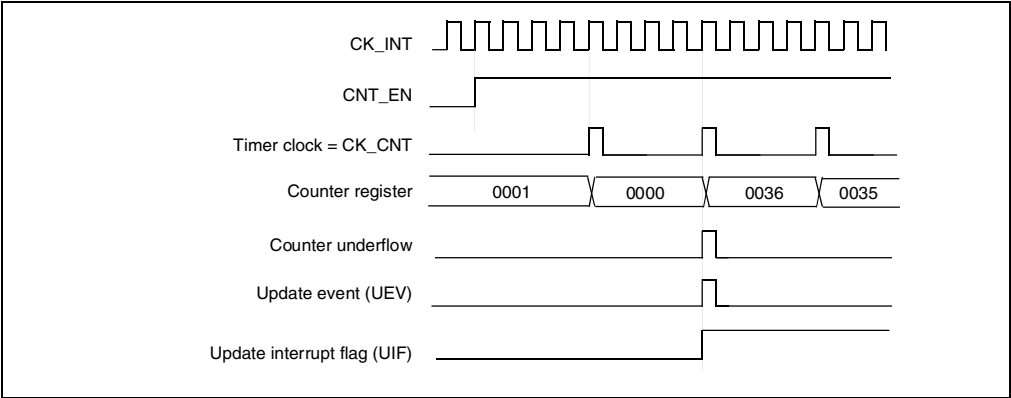 CK_INT
CNT_EN
Timer clock = CK_CNT
Counter register 0001 0000 0036 0035
Counter underflow
Update event (UEV)
Update interrupt flag (UIF)